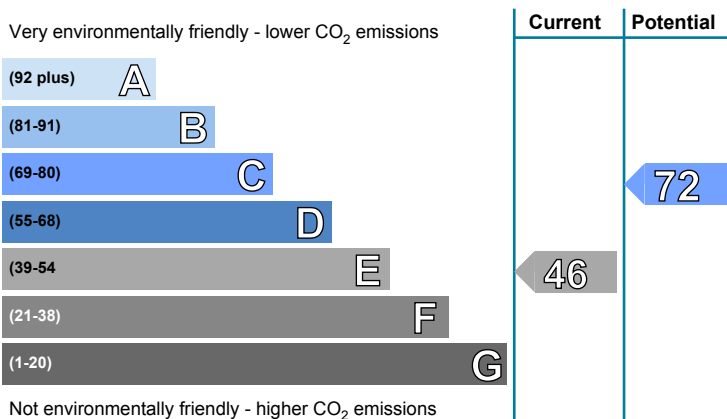 Very environmentally friendly - lower CO2 emissions
Current
Potential
(92 plus) A
(81-91) B
(69-80) C
72
(55-68) D
(39-54 E
46
(21-38) F
(1-20) G
Not environmentally friendly - higher CO2 emissions